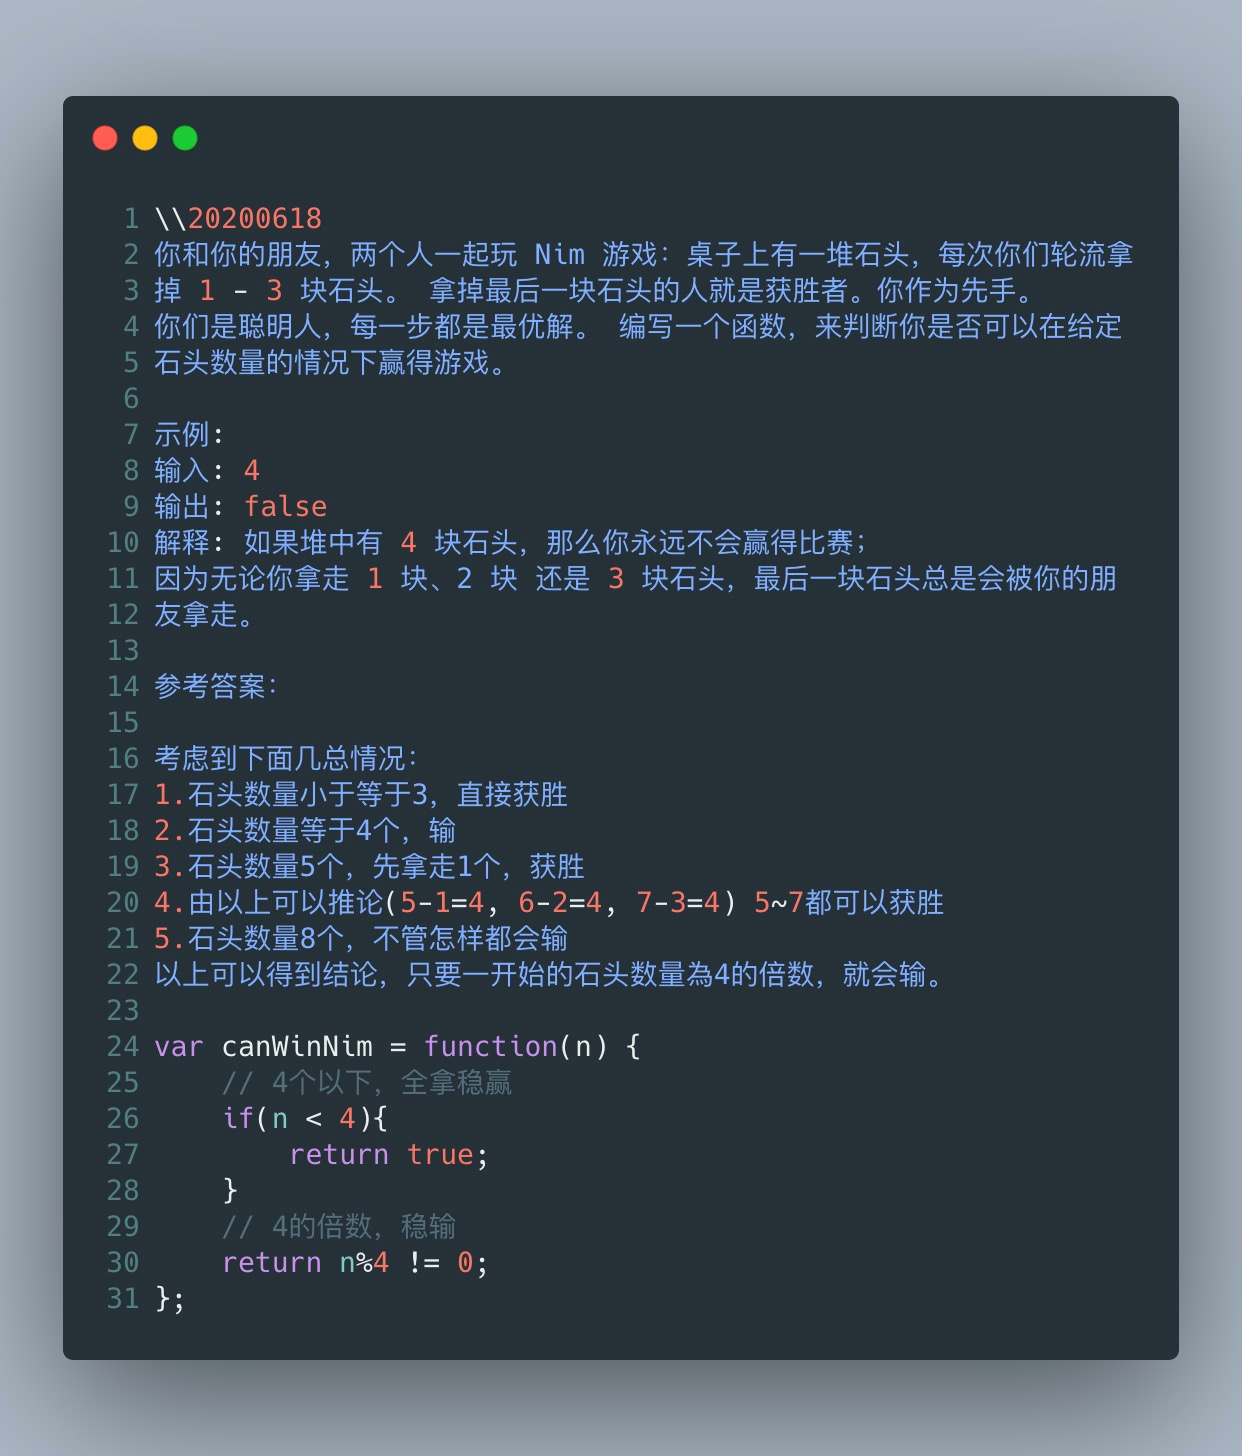 1 \\20200618
2 你和你的朋友，两个人一起玩 Nim 游戏：桌子上有一堆石头，每次你们轮流拿
3 掉 1 - 3 块石头。 拿掉最后一块石头的人就是获胜者。你作为先手。
4 你们是聪明人，每一步都是最优解。 编写一个函数，来判断你是否可以在给定
5 石头数量的情况下赢得游戏。
6
7 示例:
8 输入: 4
9 输出: false
10 解释: 如果堆中有 4 块石头，那么你永远不会赢得比赛；
11 因为无论你拿走 1 块、2 块 还是 3 块石头，最后一块石头总是会被你的朋
12 友拿走。
13
14 参考答案：
15
16 考虑到下面几总情况：
17 1.石头数量小于等于3，直接获胜
18 2.石头数量等于4个，输
19 3.石头数量5个，先拿走1个，获胜
20 4.由以上可以推论(5-1=4, 6-2=4, 7-3=4) 5~7都可以获胜
21 5.石头数量8个，不管怎样都会输
22 以上可以得到结论，只要一开始的石头数量為4的倍数，就会输。
23
24 var canWinNim = function(n) {
25     // 4个以下，全拿稳赢
26     if(n < 4){
27         return true;
28     }
29     // 4的倍数，稳输
30     return n%4 != 0;
31 };